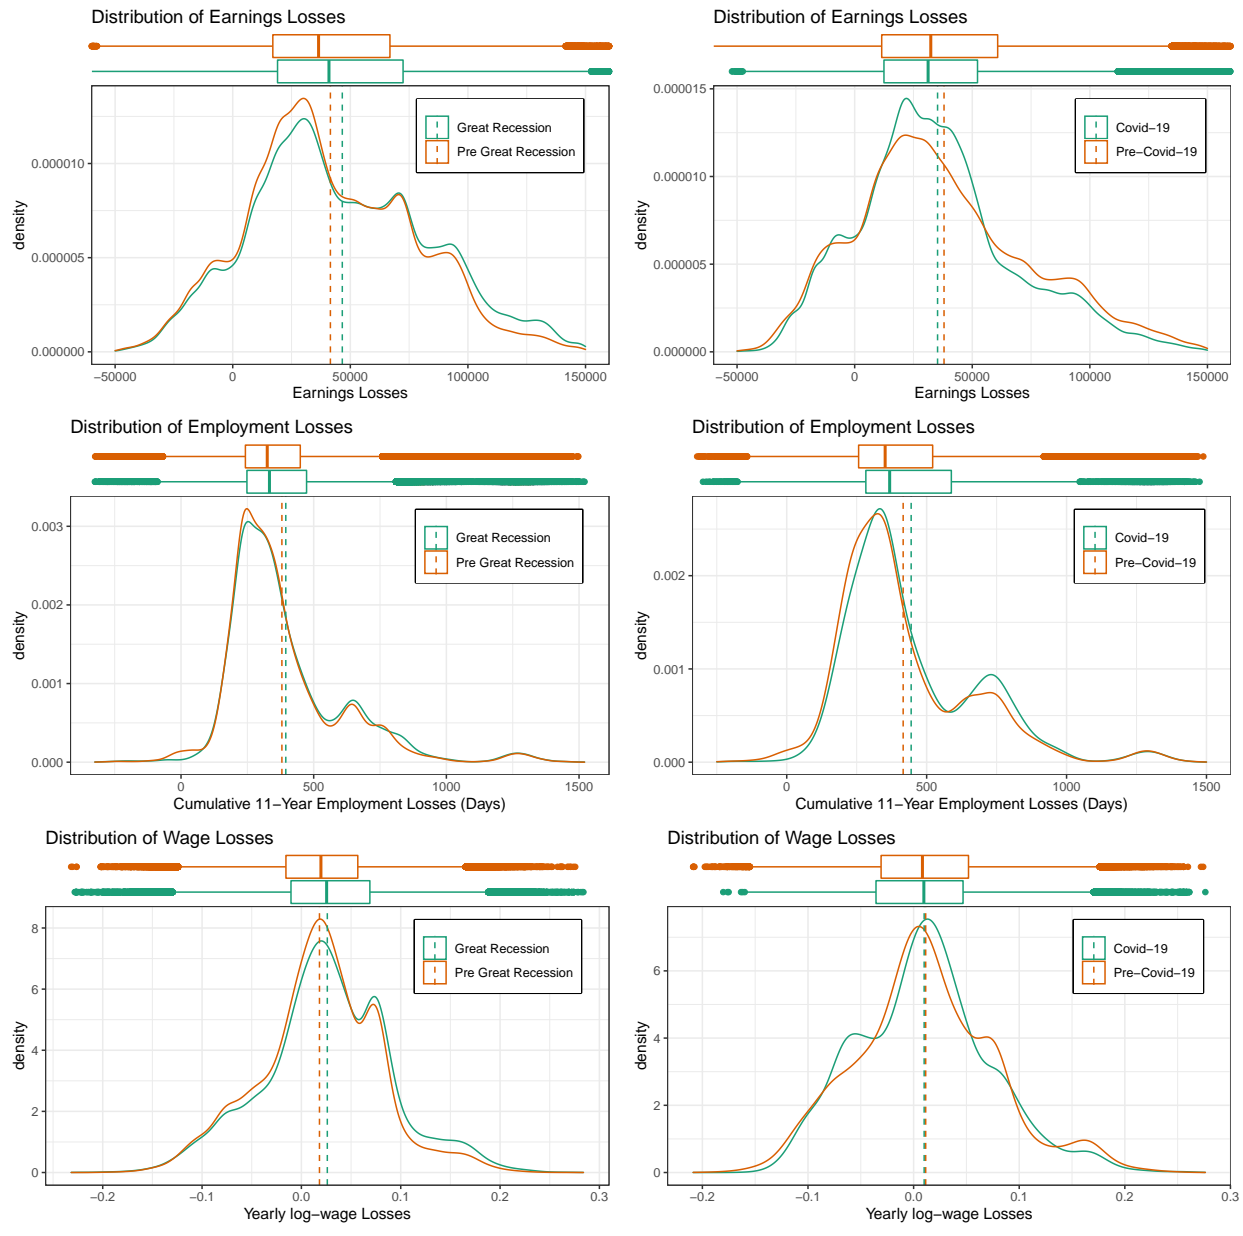 Distribution of Earnings Losses
Great Recession
Pre Great Recession
density
0.000010
0.000005
0.000000
−50000 0 50000 100000 150000
Earnings Losses
Distribution of Earnings Losses
Covid−19
Pre−Covid−19
density
0.000015
0.000010
0.000005
0.000000
−50000 0 50000 100000 150000
Earnings Losses
Distribution of Employment Losses
Great Recession
Pre Great Recession
density
0.003
0.002
0.001
0.000
0 500 1000 1500
Cumulative 11−Year Employment Losses (Days)
Distribution of Employment Losses
Covid−19
Pre−Covid−19
density
0.002
0.001
0.000
0 500 1000 1500
Cumulative 11−Year Employment Losses (Days)
Distribution of Wage Losses
Great Recession
Pre Great Recession
density
8
6
4
2
0
−0.2 −0.1 0.0 0.1 0.2 0.3
Yearly log−wage Losses
Distribution of Wage Losses
Covid−19
Pre−Covid−19
density
6
4
2
0
−0.2 −0.1 0.0 0.1 0.2 0.3
Yearly log−wage Losses